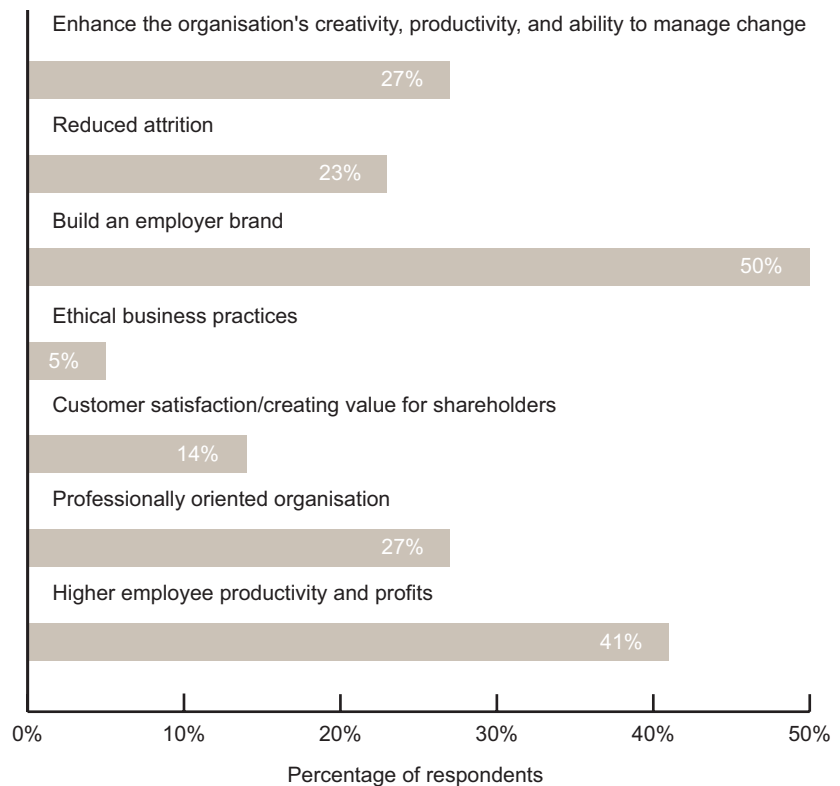 Enhance the organisation's creativity, productivity, and ability to manage change
27%
Reduced attrition
23%
Build an employer brand
50%
Ethical business practices
5%
Customer satisfaction/creating value for shareholders
14%
Professionally oriented organisation
27%
Higher employee productivity and profits
41%
0% 10% 20% 30% 40% 50%
Percentage of respondents